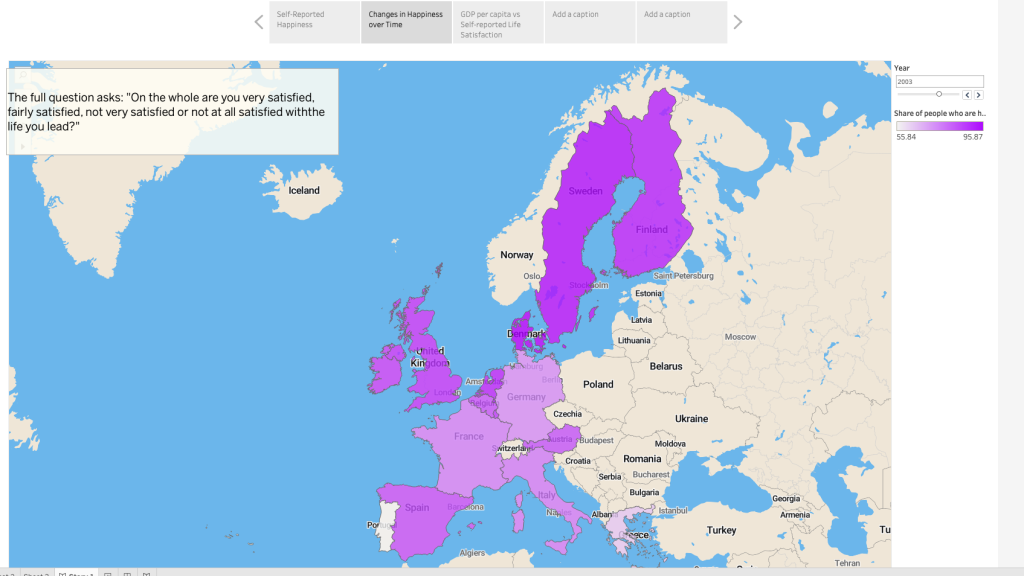 Self-Reported
Happiness
Changes in Happiness
over Time
GDP per capita vs
Self-reported Life
Satisfaction
Add a caption
Add a caption
The full question asks: "On the whole are you very satisfied,
fairly satisfied, not very satisfied or not at all satisfied withthe
life you lead?"
Year
2003
Share of people who are h..
55.84 95.87
Iceland
Sweden
Finland
Norway
Oslo
Saint Petersburg
Stockholm
Estonia
Latvia
Denmark
Lithuania
Moscow
United
Kingdom
Belarus
Berlin
Poland
London
Germany
Belgium
Czechia
Ukraine
France
Austria
Budapest
Moldova
Switzerland
Croatia
Romania
Serbia
Bucharest
Bulgaria
Italy
Georgia
Spain
Barcelona
Istanbul
Armenia
Naples
Alban
Portugal
Turkey
Tu
ece
Algiers
Tehran
Story 1